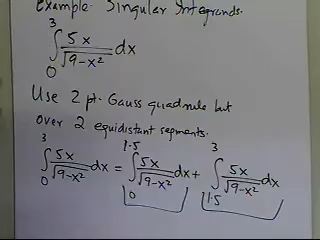 Example: Singular Integrands.
∫₀³ 5x/√(9-x²) dx
Use 2 pt. Gauss quadrule but
over 2 equidistant segments.
∫₀³ 5x/√(9-x²) dx = ∫₀^1.5 5x/√(9-x²) dx + ∫_1.5^3 5x/√(9-x²) dx